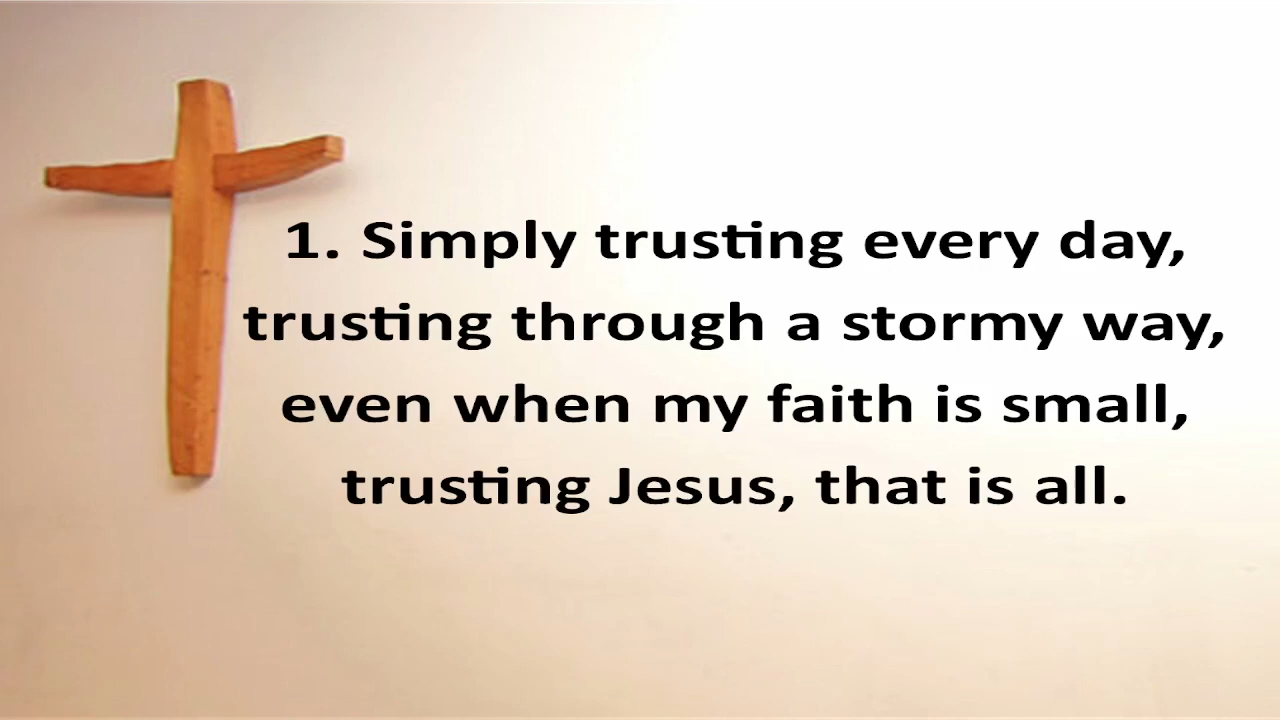 1. Simply trusting every day,
trusting through a stormy way,
even when my faith is small,
trusting Jesus, that is all.